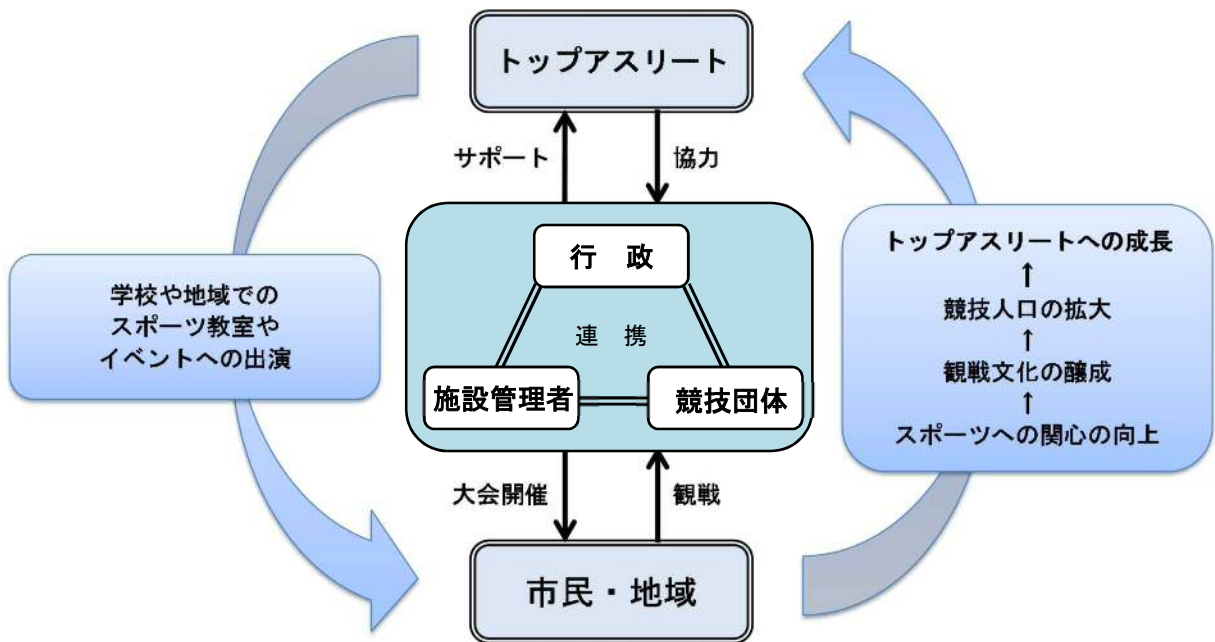 トップアスリート
サポート
協力
行 政
連 携
施設管理者
競技団体
学校や地域での
スポーツ教室や
イベントへの出演
トップアスリートへの成長
↑
競技人口の拡大
↑
観戦文化の醸成
↑
スポーツへの関心の向上
大会開催
観戦
市民・地域